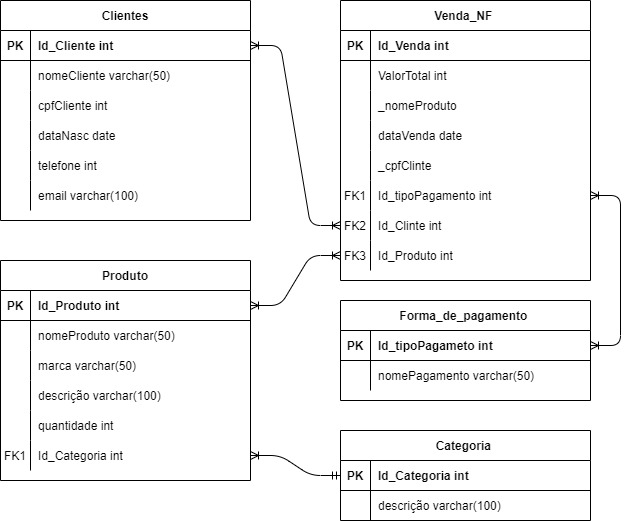 Clientes
PK Id_Cliente int
nomeCliente varchar(50)
cpfCliente int
dataNasc date
telefone int
email varchar(100)
Venda_NF
PK Id_Venda int
ValorTotal int
_nomeProduto
dataVenda date
_cpfClinte
FK1 Id_tipoPagamento int
FK2 Id_Clinte int
FK3 Id_Produto int
Produto
PK Id_Produto int
nomeProduto varchar(50)
marca varchar(50)
descrição varchar(100)
quantidade int
FK1 Id_Categoria int
Forma_de_pagamento
PK Id_tipoPagameto int
nomePagamento varchar(50)
Categoria
PK Id_Categoria int
descrição varchar(100)